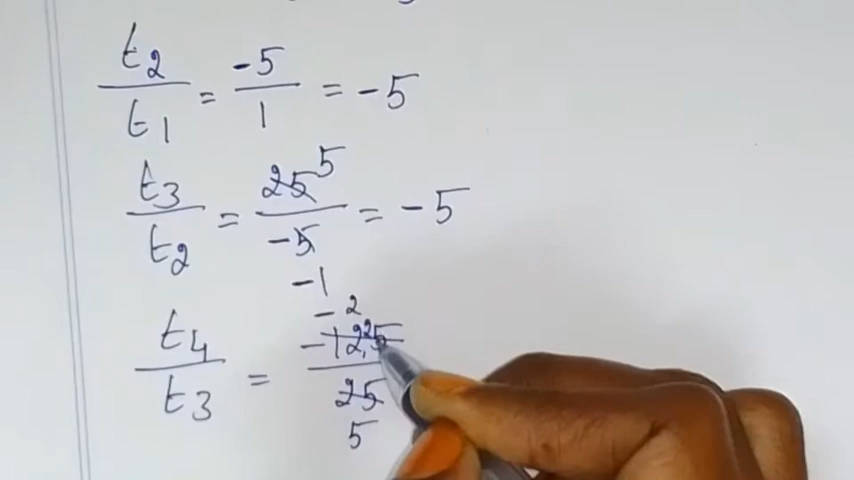 t2/t1 = -5/1 = -5
t3/t2 = 25/-5 5 = -5
-1
- 2
t4/t3 = -125/25
5